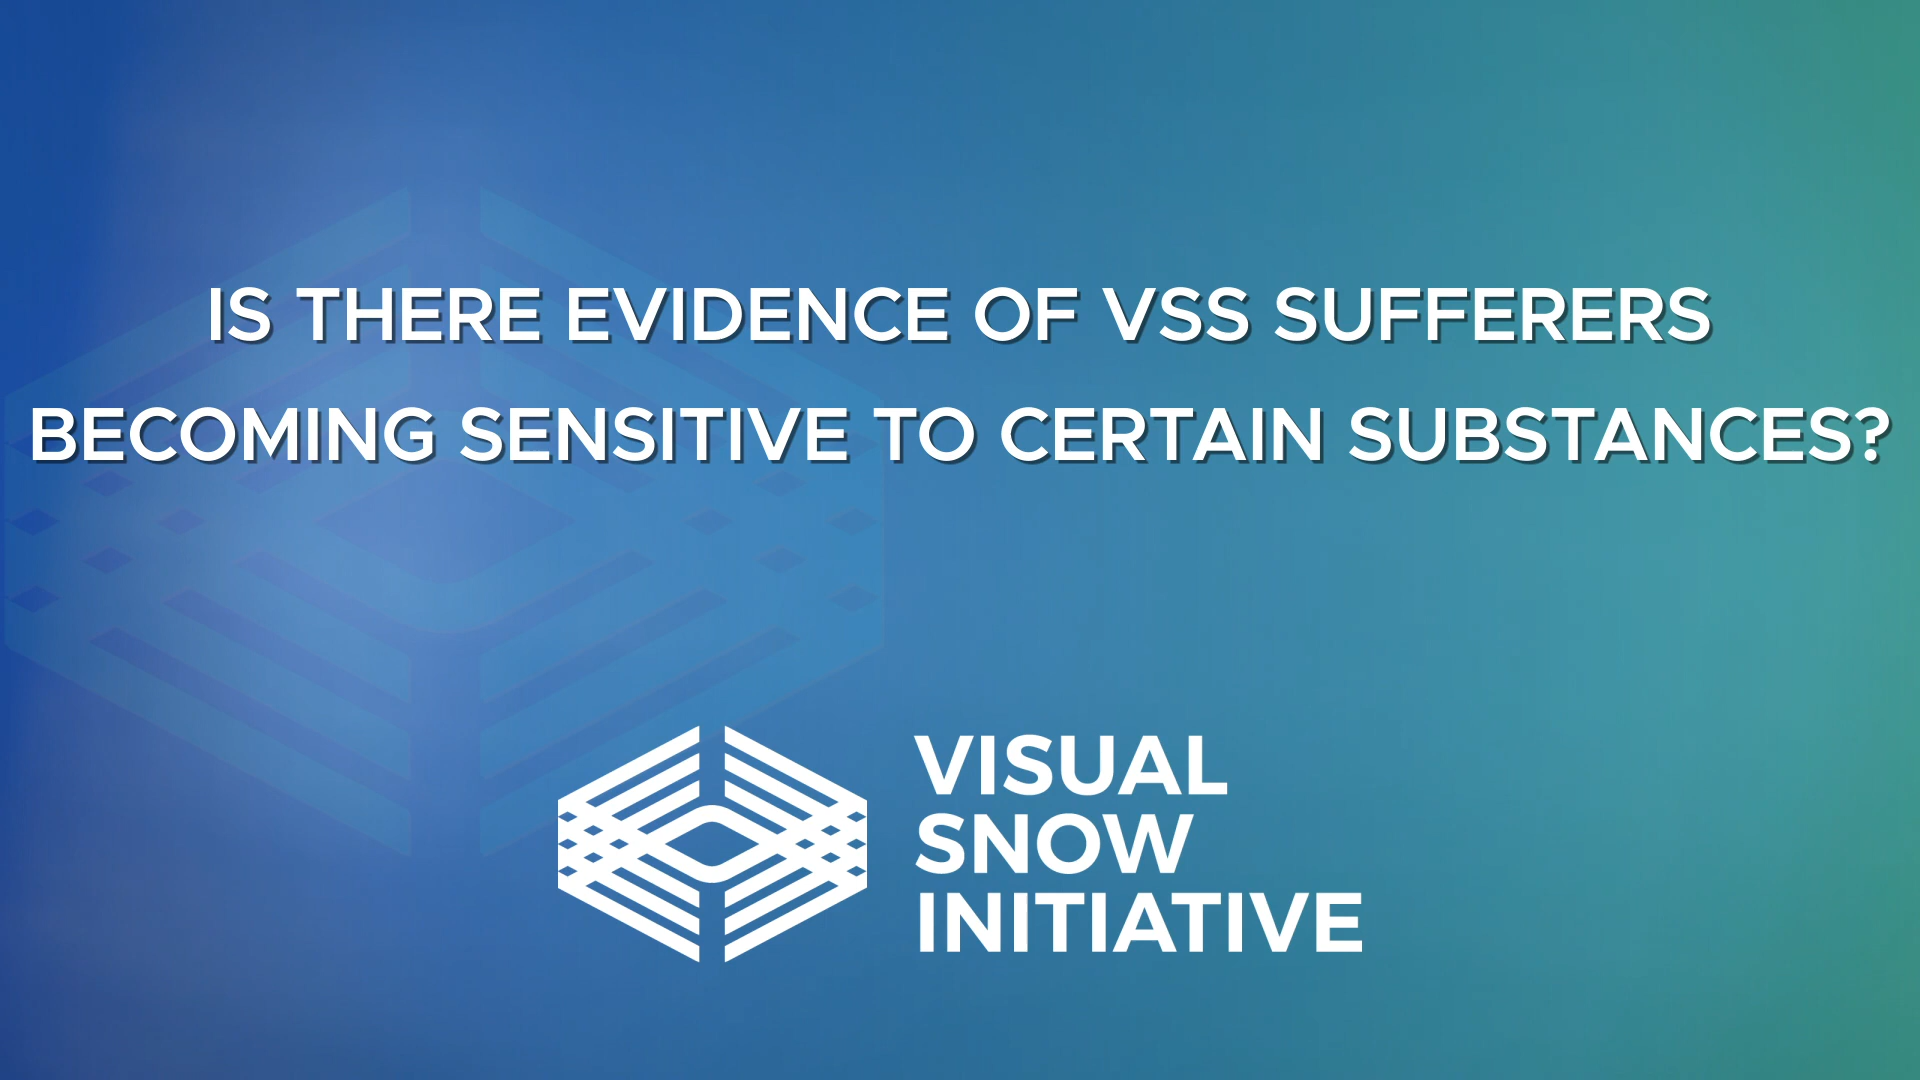 IS THERE EVIDENCE OF VSS SUFFERERS
BECOMING SENSITIVE TO CERTAIN SUBSTANCES?
VISUAL
SNOW
INITIATIVE